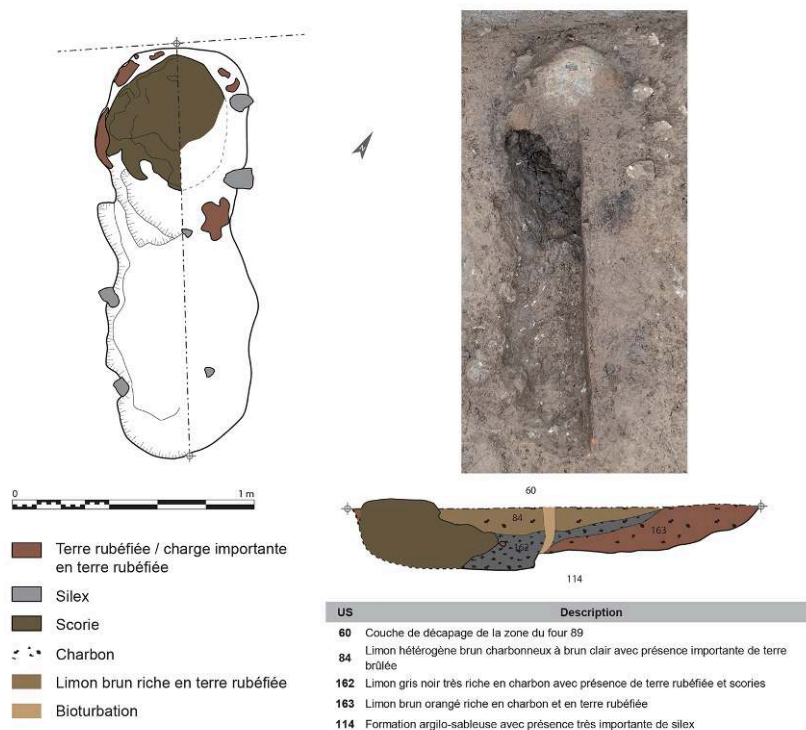 N
0
1 m
Terre rubéfiée / charge importante
en terre rubéfiée
Silex
Scorie
Charbon
Limon brun riche en terre rubéfiée
Bioturbation
60
84
162
163
114
US Description
60 Couche de décapage de la zone du four 89
84 Limon hétérogène brun charbonneux à brun clair avec présence importante de terre
brûlée
162 Limon gris noir très riche en charbon avec présence de terre rubéfiée et scories
163 Limon brun orangé riche en charbon et en terre rubéfiée
114 Formation argilo-sableuse avec présence très importante de silex